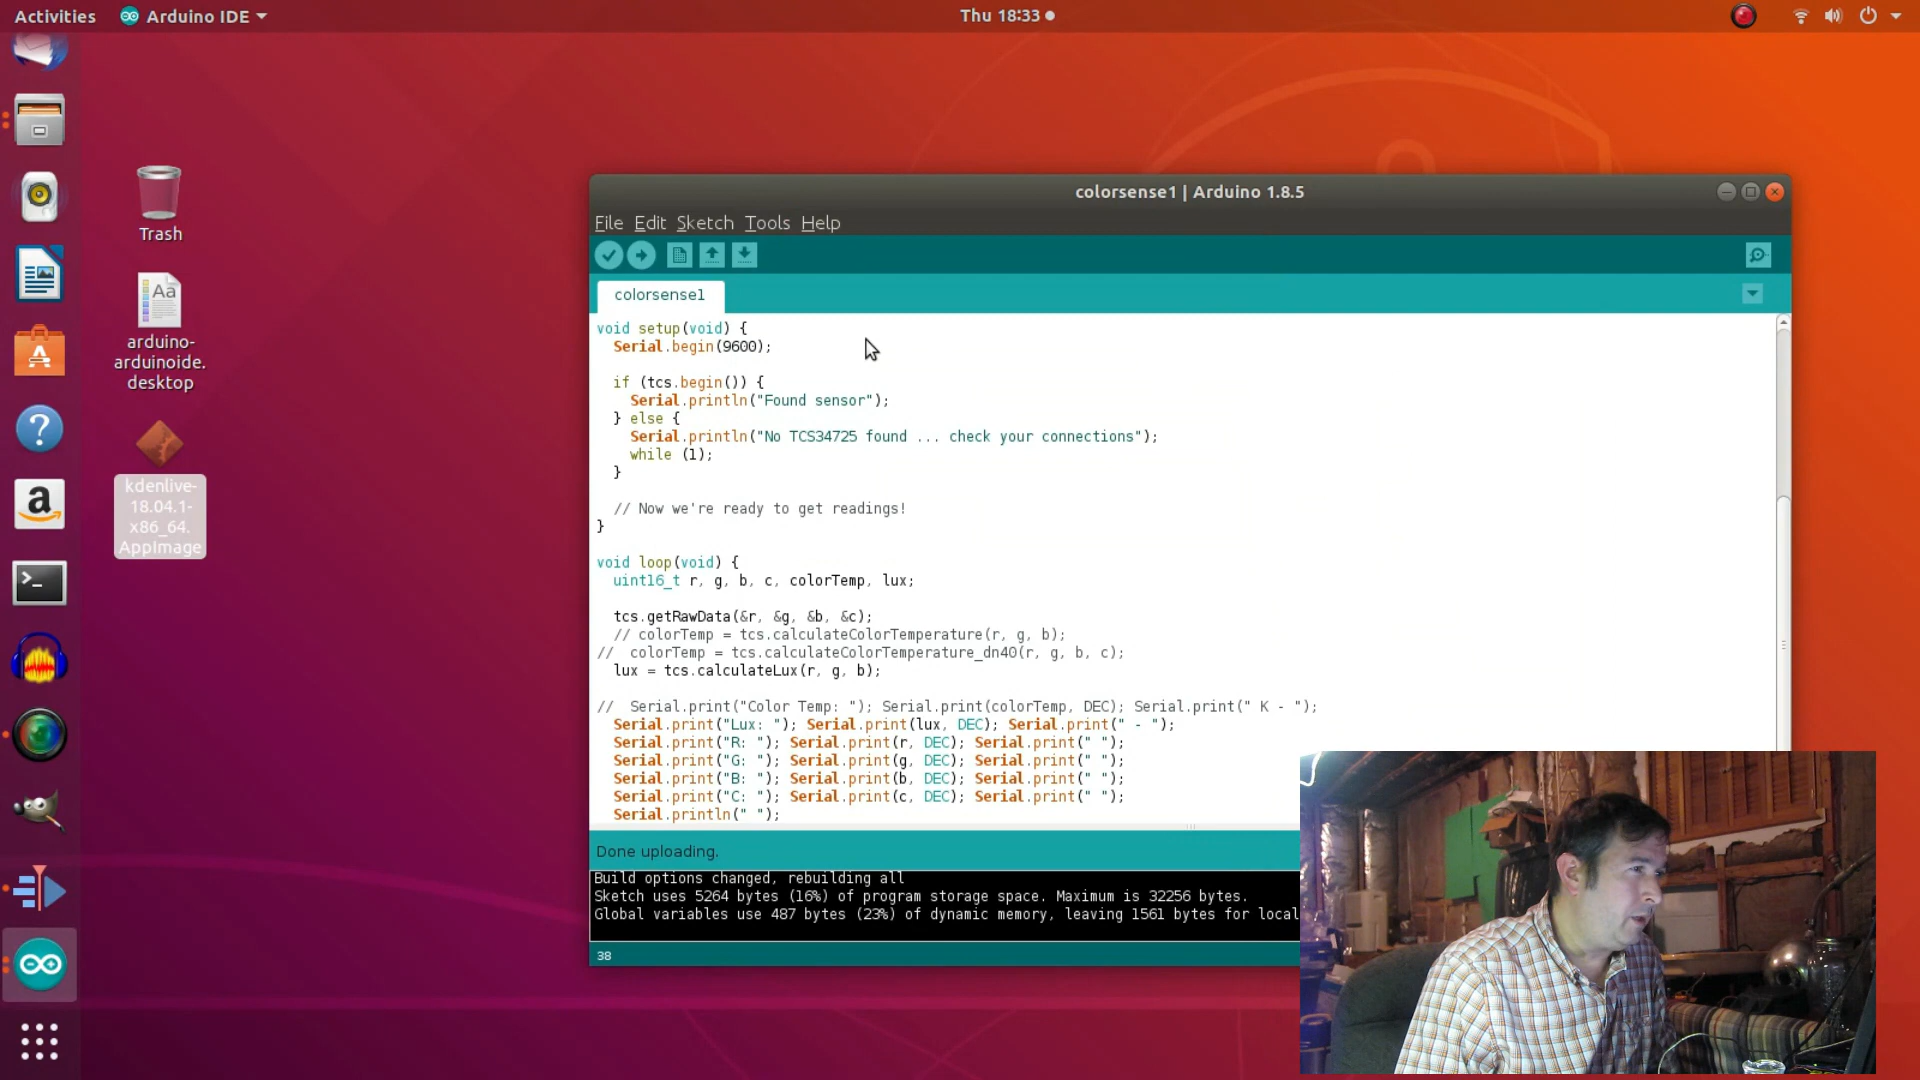 Activities
Arduino IDE
Thu 18:33
Trash
arduino-
arduinoide.
desktop
kdenlive-
18.04.1-
x86_64.
AppImage
colorsense1 | Arduino 1.8.5
File Edit Sketch Tools Help
colorsense1
void setup(void) {
Serial.begin(9600);
if (tcs.begin()) {
Serial.println("Found sensor");
} else {
Serial.println("No TCS34725 found ... check your connections");
while (1);
}
// Now we're ready to get readings!
}
void loop(void) {
uint16_t r, g, b, c, colorTemp, lux;
tcs.getRawData(&r, &g, &b, &c);
// colorTemp = tcs.calculateColorTemperature(r, g, b);
//  colorTemp = tcs.calculateColorTemperature_dn40(r, g, b, c);
lux = tcs.calculateLux(r, g, b);
//  Serial.print("Color Temp: "); Serial.print(colorTemp, DEC); Serial.print(" K - ");
Serial.print("Lux: "); Serial.print(lux, DEC); Serial.print(" - ");
Serial.print("R: "); Serial.print(r, DEC); Serial.print(" ");
Serial.print("G: "); Serial.print(g, DEC); Serial.print(" ");
Serial.print("B: "); Serial.print(b, DEC); Serial.print(" ");
Serial.print("C: "); Serial.print(c, DEC); Serial.print(" ");
Serial.println(" ");
Done uploading.
Build options changed, rebuilding all
Sketch uses 5264 bytes (16%) of program storage space. Maximum is 32256 bytes.
Global variables use 487 bytes (23%) of dynamic memory, leaving 1561 bytes for local
38